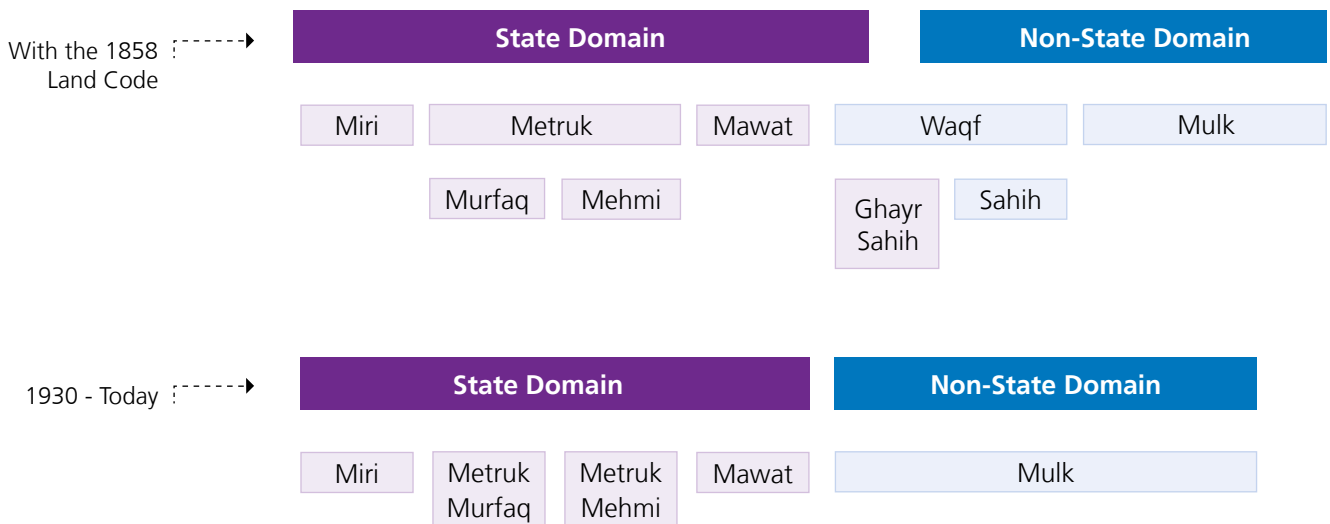 With the 1858
Land Code
State Domain
Non-State Domain
Miri
Metruk
Mawat
Waqf
Mulk
Murfaq
Mehmi
Ghayr
Sahih
Sahih
1930 - Today
State Domain
Non-State Domain
Miri
Metruk
Murfaq
Metruk
Mehmi
Mawat
Mulk